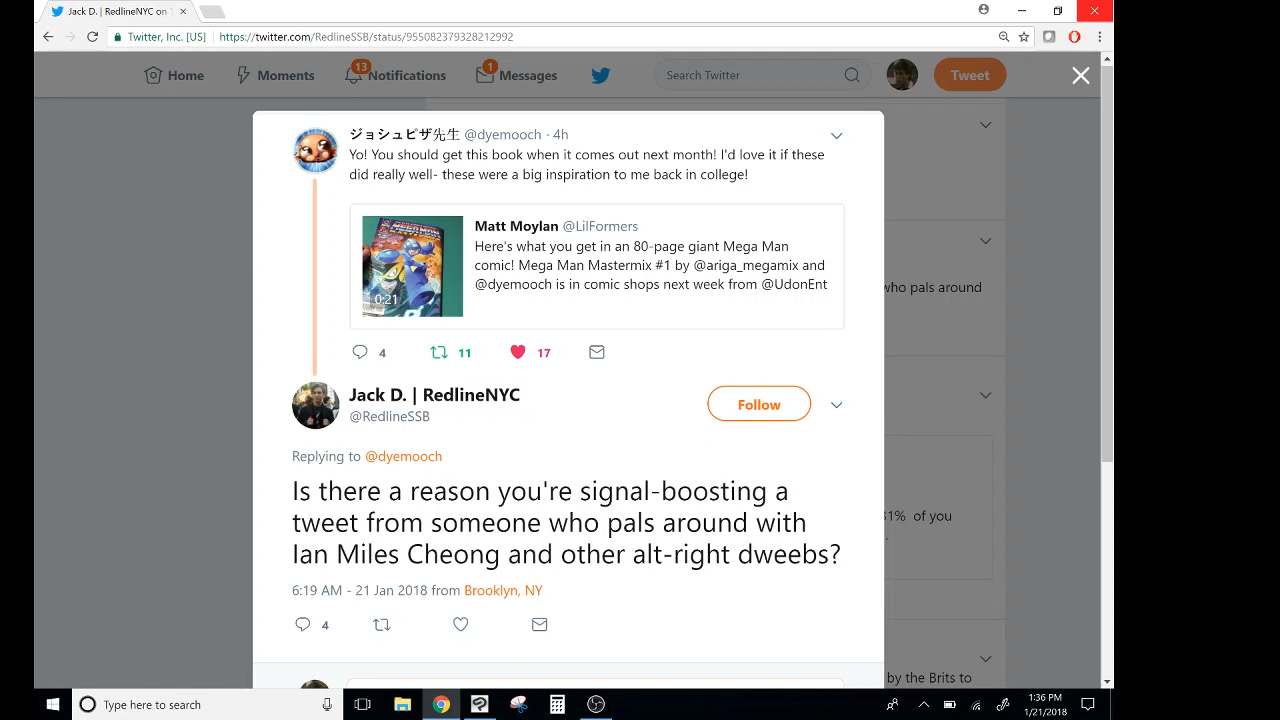 Jack D. | RedlineNYC on T
Twitter, Inc. [US]
https://twitter.com/RedlineSSB/status/955082379328212992
Home
Moments
13
Notifications
1
Messages
Search Twitter
Tweet
ジョシュピザ先生 @dyemooch · 4h
Yo! You should get this book when it comes out next month! I'd love it if these
did really well- these were a big inspiration to me back in college!
Matt Moylan @LilFormers
Here's what you get in an 80-page giant Mega Man
comic! Mega Man Mastermix #1 by @ariga_megamix and
@dyemooch is in comic shops next week from @UdonEnt
0:21
4
11
17
who pals around
Jack D. | RedlineNYC
@RedlineSSB
Follow
Replying to @dyemooch
Is there a reason you're signal-boosting a
tweet from someone who pals around with
Ian Miles Cheong and other alt-right dweebs?
31% of you
6:19 AM - 21 Jan 2018 from Brooklyn, NY
4
by the Brits to
Type here to search
1:36 PM
1/21/2018